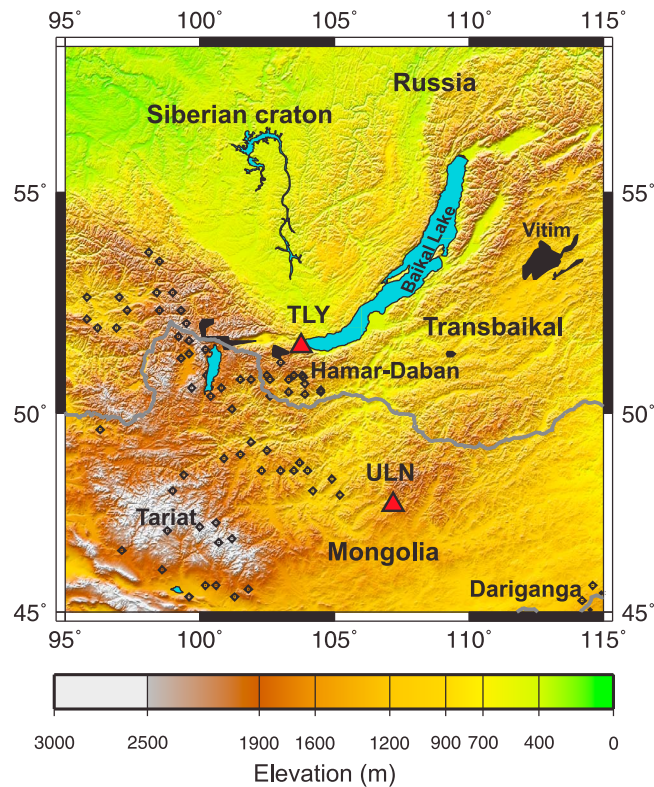 95° 100° 105° 110° 115°
Russia
Siberian craton
55° 55°
Baikal Lake
Vitim
TLY
Transbaikal
Hamar-Daban
50° 50°
ULN
Tariat
Mongolia
Dariganga
45° 45°
95° 100° 105° 110° 115°
3000 2500 1900 1600 1200 900 700 400 0
Elevation (m)